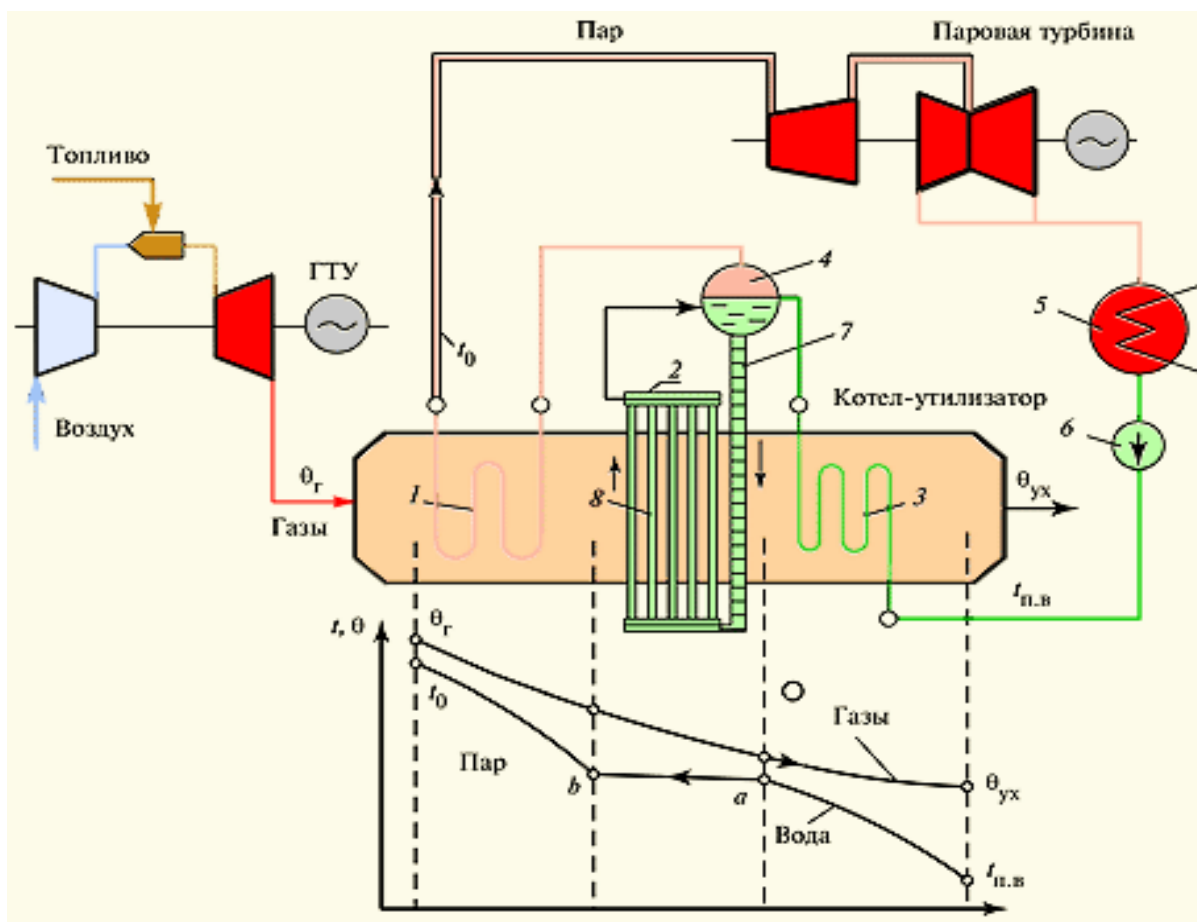 Пар
Паровая турбина
Топливо
ГТУ
4
5
t₀
7
2
Котел-утилизатор
6
Воздух
θг
θух
1
8
3
Газы
tп.в
t, θ
θг
t₀
Газы
Пар
b
a
θух
Вода
tп.в